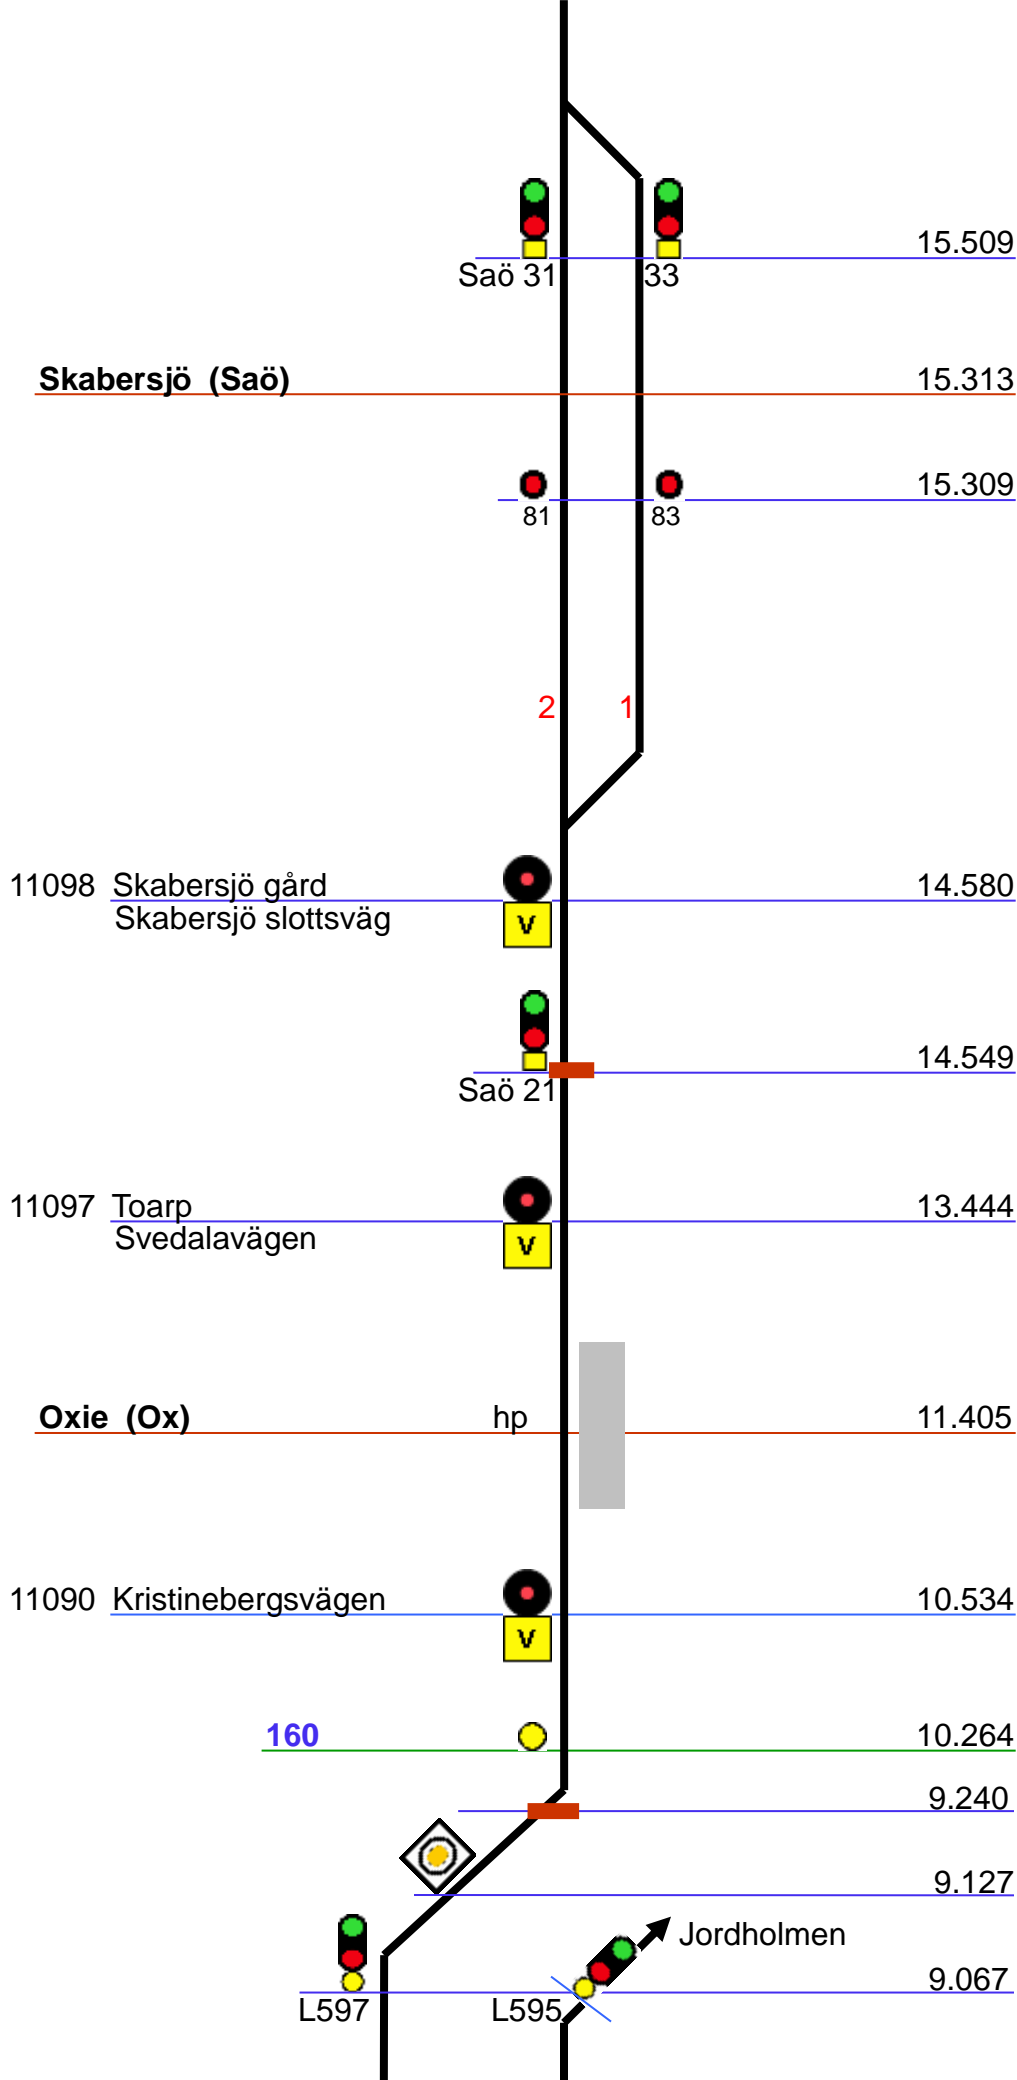 15.509
Saö 31 33
Skabersjö (Saö) 15.313
15.309
81 83
2 1
11098 Skabersjö gård V 14.580
Skabersjö slottsväg
14.549
Saö 21
11097 Toarp V 13.444
Svedalavägen
Oxie (Ox) hp 11.405
11090 Kristinebergsvägen V 10.534
160 10.264
9.240
9.127
Jordholmen
9.067
L597 L595